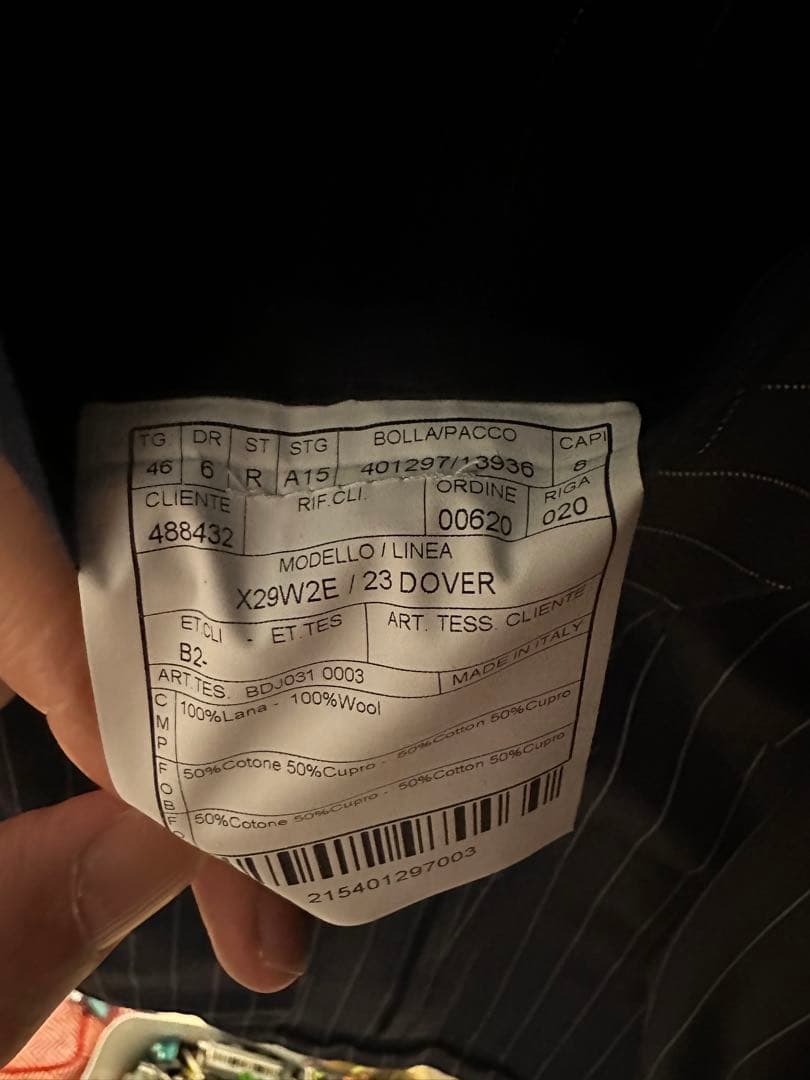 TG DR ST STG BOLLA/PACCO CAPI
46 6 R A15 401297/13936 8
CLIENTE RIF.CLI. ORDINE RIGA
488432 00620 020
MODELLO / LINEA
X29W2E / 23 DOVER
ET.CLI - ET.TES ART. TESS. CLIENTE
B2-
ART.TES. BDJ031 0003 MADE IN ITALY
CMP 100%Lana - 100%Wool
FOB 50%Cotone 50%Cupro - 50%Cotton 50%Cupro
FO 50%Cotone 50%Cupro - 50%Cotton 50%Cupro
215401297003